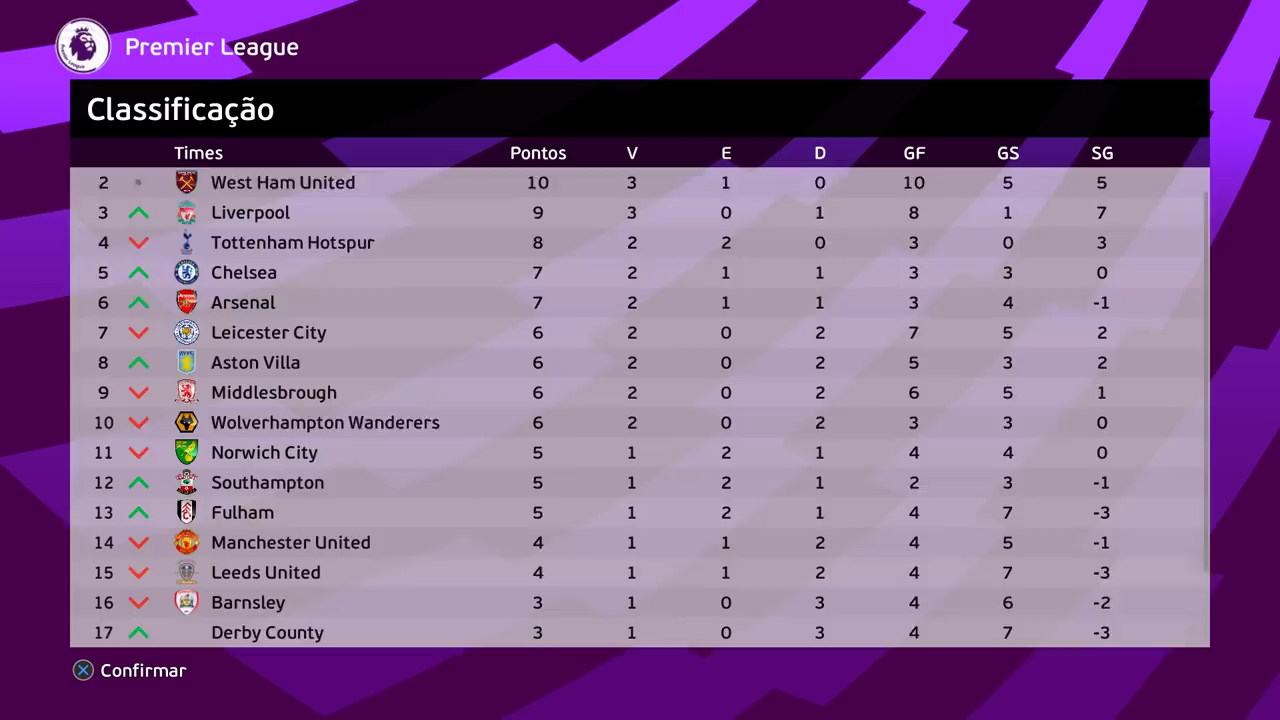 Premier League
Classificação
Times Pontos V E D GF GS SG
2 West Ham United 10 3 1 0 10 5 5
3 Liverpool 9 3 0 1 8 1 7
4 Tottenham Hotspur 8 2 2 0 3 0 3
5 Chelsea 7 2 1 1 3 3 0
6 Arsenal 7 2 1 1 3 4 -1
7 Leicester City 6 2 0 2 7 5 2
8 Aston Villa 6 2 0 2 5 3 2
9 Middlesbrough 6 2 0 2 6 5 1
10 Wolverhampton Wanderers 6 2 0 2 3 3 0
11 Norwich City 5 1 2 1 4 4 0
12 Southampton 5 1 2 1 2 3 -1
13 Fulham 5 1 2 1 4 7 -3
14 Manchester United 4 1 1 2 4 5 -1
15 Leeds United 4 1 1 2 4 7 -3
16 Barnsley 3 1 0 3 4 6 -2
17 Derby County 3 1 0 3 4 7 -3
Confirmar